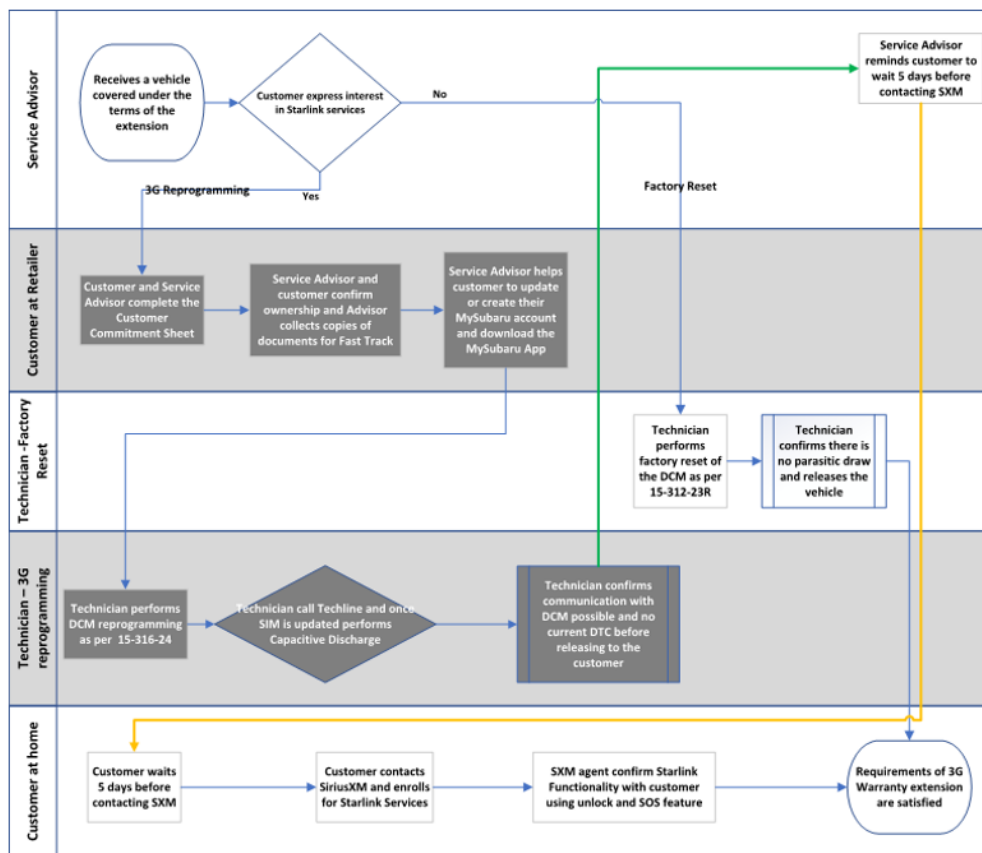 Service Advisor
Receives a vehicle
covered under the
terms of the
extension
Customer express interest
in Starlink services
No
Service Advisor
reminds customer to
wait 5 days before
contacting SXM
3G Reprogramming
Yes
Factory Reset
Customer at Retailer
Customer and Service
Advisor complete the
Customer
Commitment Sheet
Service Advisor and
customer confirm
ownership and Advisor
collects copies of
documents for Fast Track
Service Advisor helps
customer to update
or create their
MySubaru account
and download the
MySubaru App
Technician -Factory
Reset
Technician
performs
factory reset of
the DCM as per
15-312-23R
Technician
confirms there is
no parasitic draw
and releases the
vehicle
Technician – 3G
reprogramming
Technician performs
DCM reprogramming
as per 15-316-24
Technician call Techline and once
SIM is updated performs
Capacitive Discharge
Technician confirms
communication with
DCM possible and no
current DTC before
releasing to the
customer
Customer at home
Customer waits
5 days before
contacting SXM
Customer contacts
SiriusXM and enrolls
for Starlink Services
SXM agent confirm Starlink
Functionality with customer
using unlock and SOS feature
Requirements of 3G
Warranty extension
are satisfied